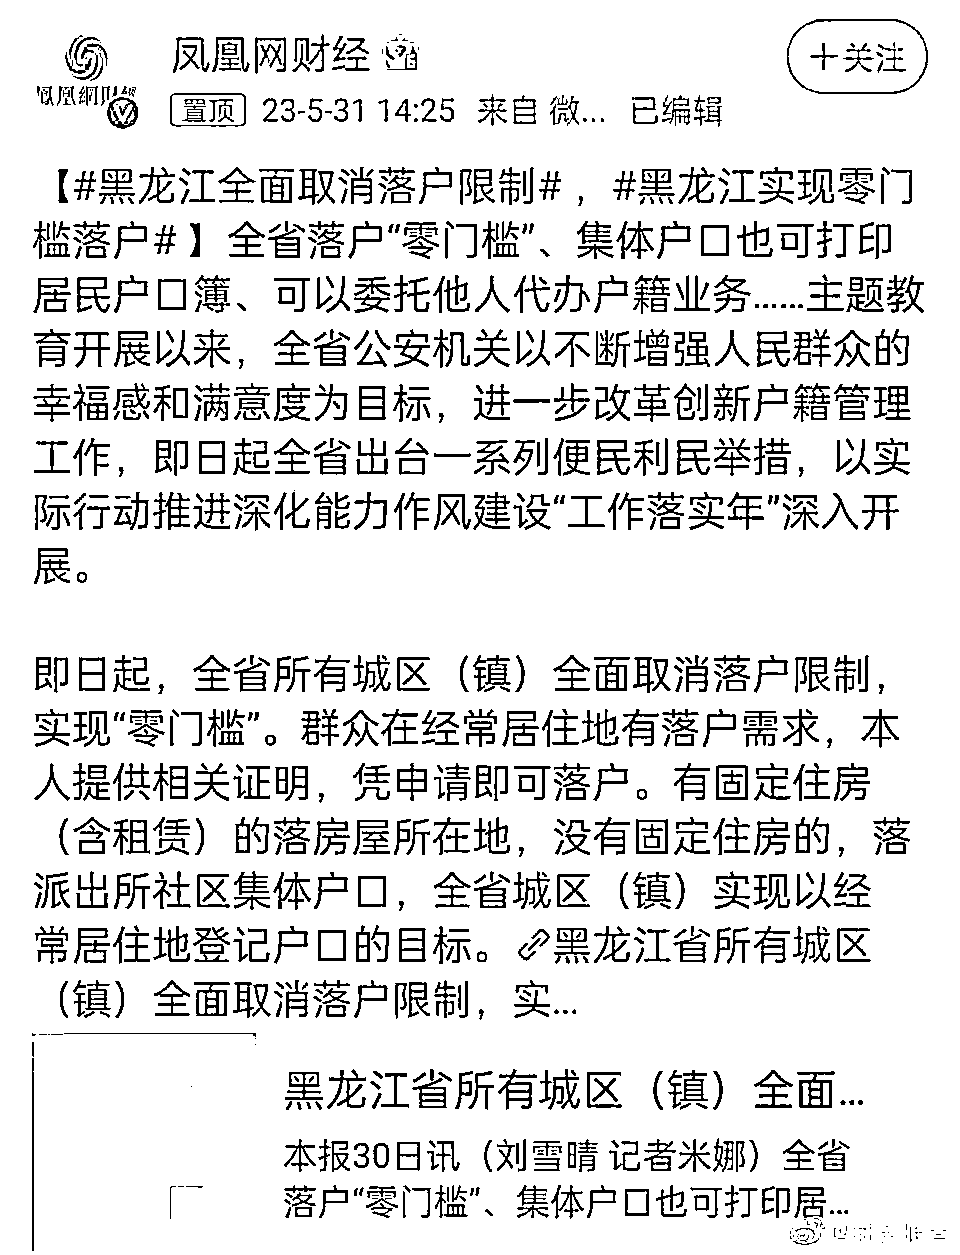 凤凰网财经
+关注
凤凰網财經
置顶 23-5-31 14:25 来自 微... 已编辑
【#黑龙江全面取消落户限制#，#黑龙江实现零门
槛落户#】全省落户“零门槛”、集体户口也可打印
居民户口簿、可以委托他人代办户籍业务......主题教
育开展以来，全省公安机关以不断增强人民群众的
幸福感和满意度为目标，进一步改革创新户籍管理
工作，即日起全省出台一系列便民利民举措，以实
际行动推进深化能力作风建设“工作落实年”深入开
展。
即日起，全省所有城区（镇）全面取消落户限制，
实现“零门槛”。群众在经常居住地有落户需求，本
人提供相关证明，凭申请即可落户。有固定住房
（含租赁）的落房屋所在地，没有固定住房的，落
派出所社区集体户口，全省城区（镇）实现以经
常居住地登记户口的目标。黑龙江省所有城区
（镇）全面取消落户限制，实...
黑龙江省所有城区（镇）全面...
本报30日讯（刘雪晴 记者米娜）全省
落户“零门槛”、集体户口也可打印居...